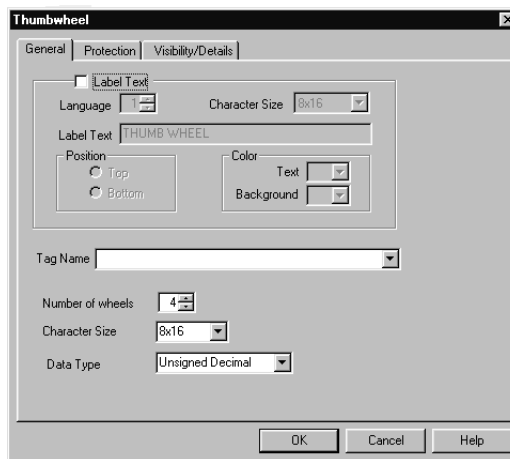 Thumbwheel
General Protection Visibility/Details
Label Text
Language 1 Character Size 8x16
Label Text THUMB WHEEL
Position Color
Top Text
Bottom Background
Tag Name
Number of wheels 4
Character Size 8x16
Data Type Unsigned Decimal
OK Cancel Help